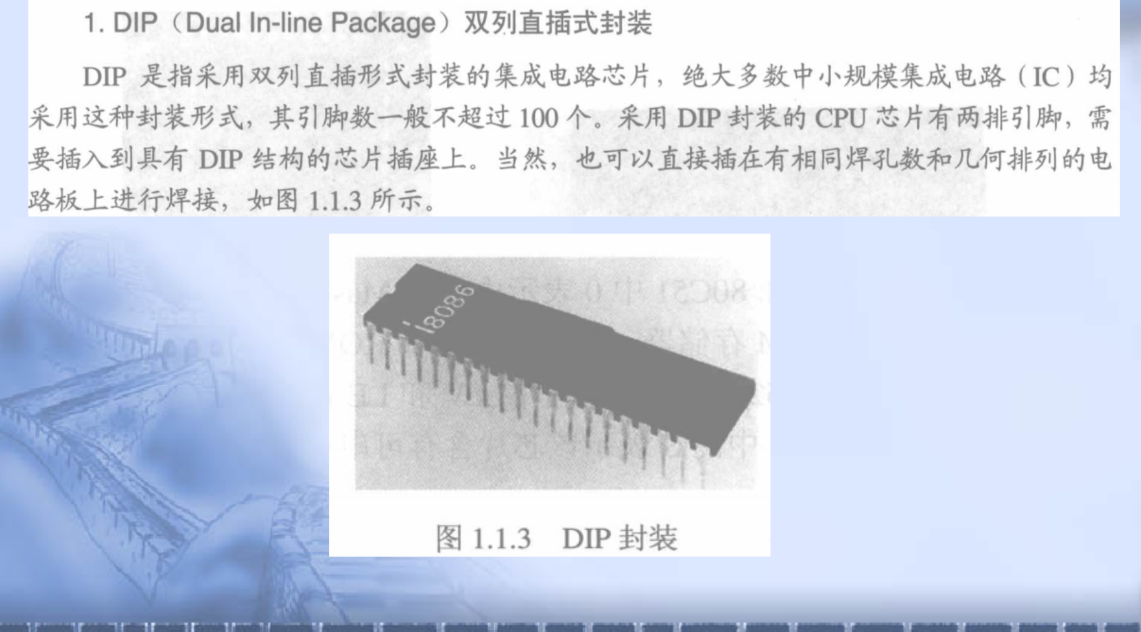 1. DIP（Dual In-line Package）双列直插式封装
DIP 是指采用双列直插形式封装的集成电路芯片，绝大多数中小规模集成电路（IC）均
采用这种封装形式，其引脚数一般不超过 100 个。采用 DIP 封装的 CPU 芯片有两排引脚，需
要插入到具有 DIP 结构的芯片插座上。当然，也可以直接插在有相同焊孔数和几何排列的电
路板上进行焊接，如图 1.1.3 所示。
i8086
图 1.1.3 DIP 封装